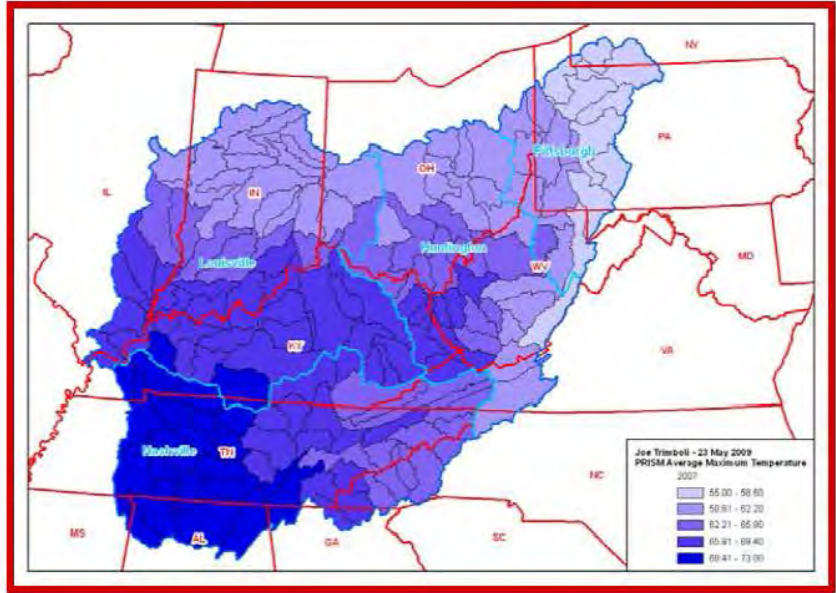 NY
PA
Pittsburgh
OH
IL
IN
MD
Huntington
Louisville
WV
VA
KY
Nashville
TN
NC
MS
AL
GA
SC
Joe Trimboli - 23 May 2009
PRISM Average Maximum Temperature
2007
55.00 - 58.60
58.61 - 62.20
62.21 - 65.80
65.81 - 69.40
69.41 - 73.00